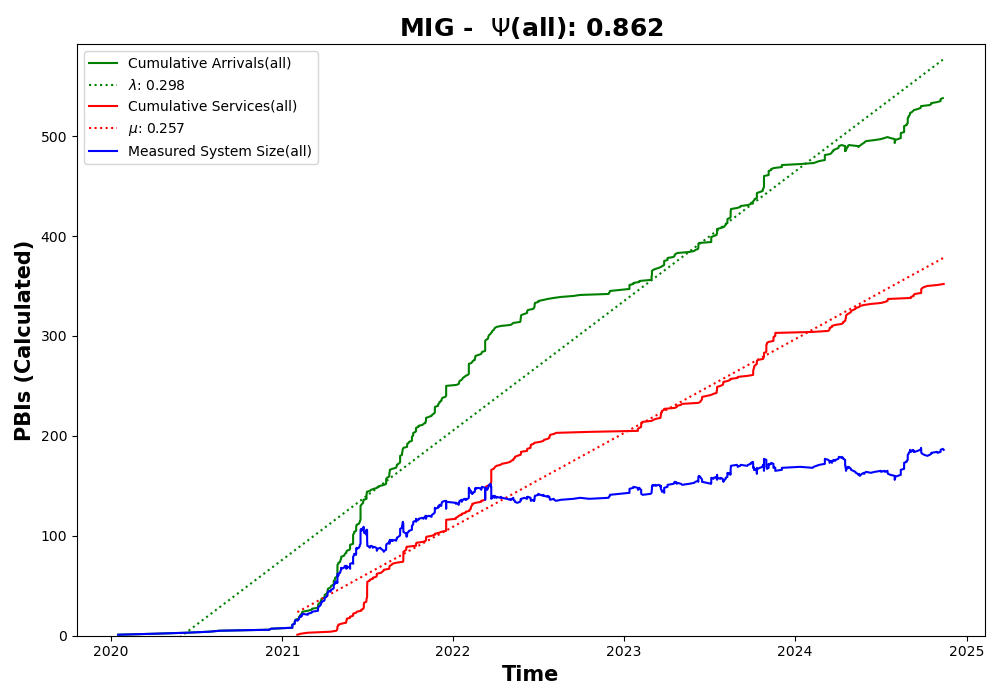 MIG - Ψ(all): 0.862
Cumulative Arrivals(all)
λ: 0.298
Cumulative Services(all)
μ: 0.257
Measured System Size(all)
PBIs (Calculated)
500
400
300
200
100
0
2020 2021 2022 2023 2024 2025
Time